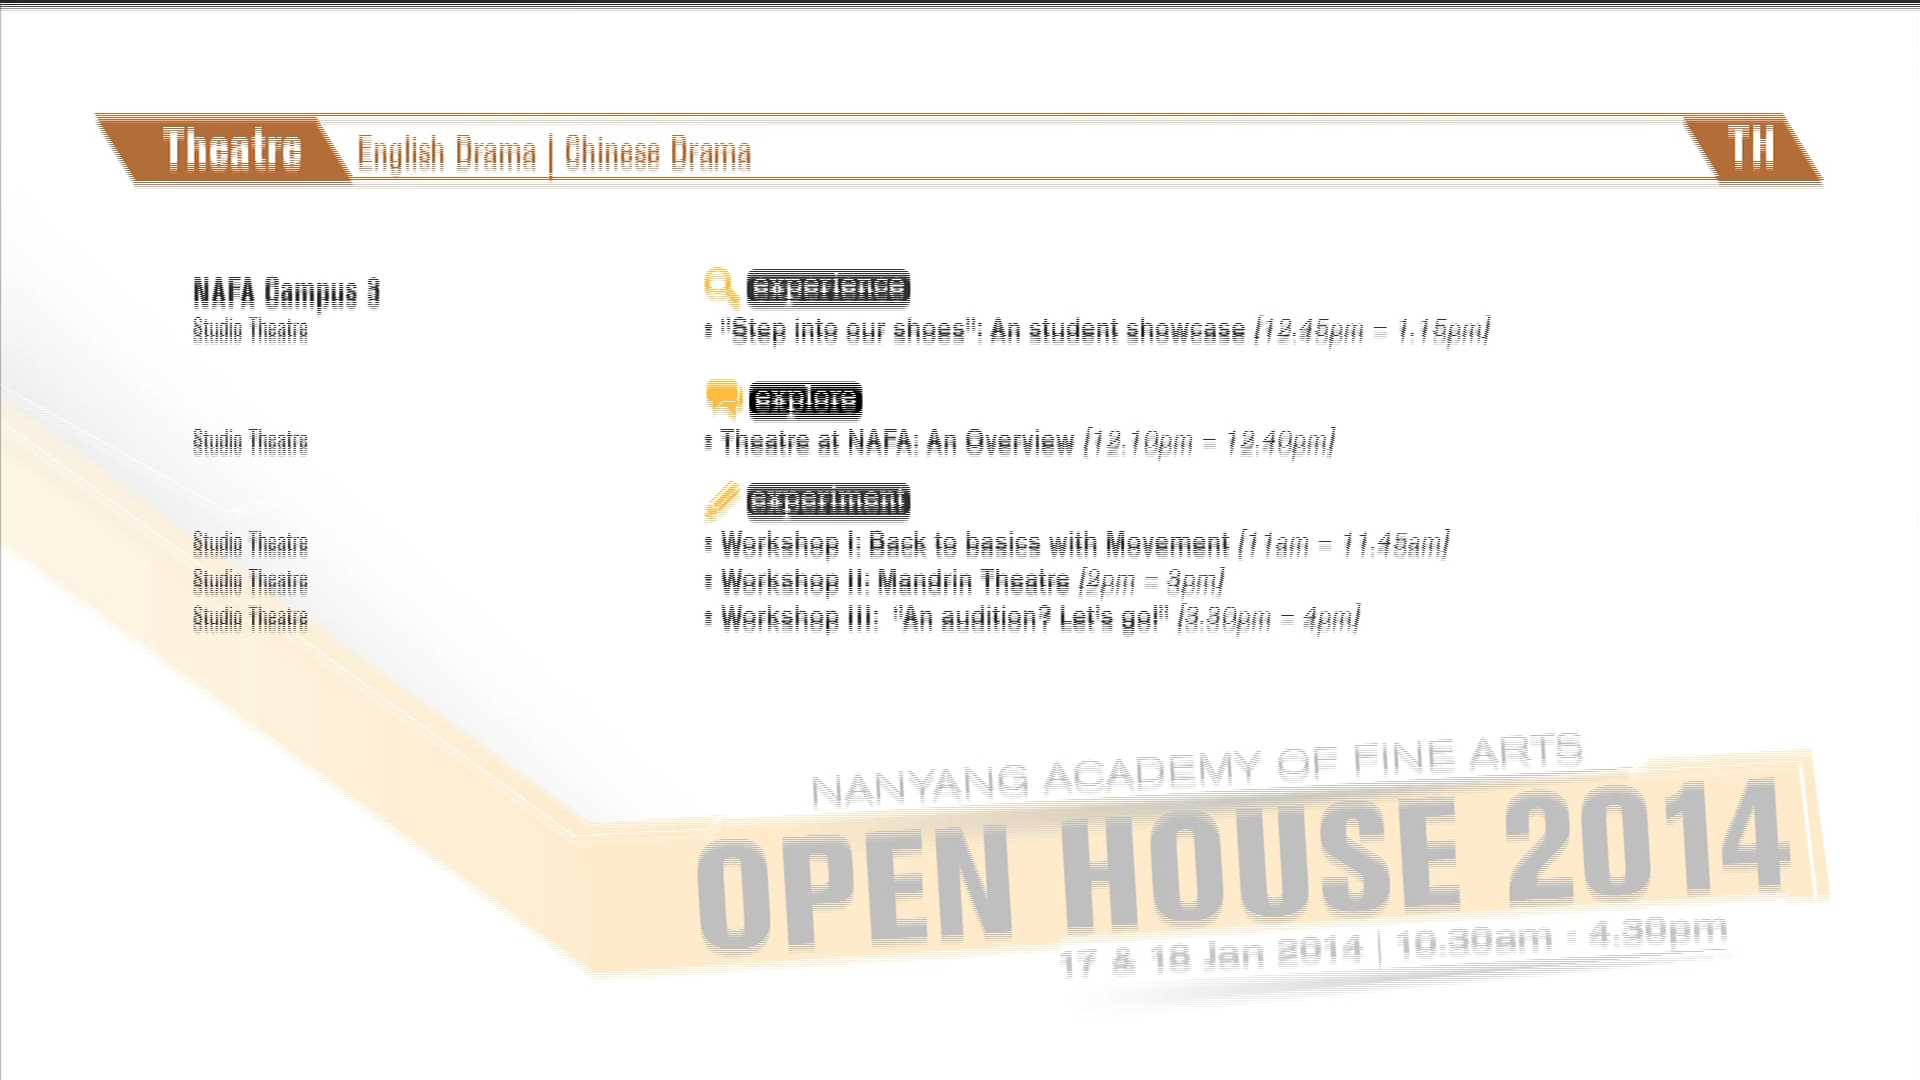 Theatre English Drama | Chinese Drama TH
NAFA Campus 3
experience
Studio Theatre • "Step into our shoes": An student showcase [12.45pm – 1.15pm]
explore
Studio Theatre • Theatre at NAFA: An Overview [12.10pm – 12.40pm]
experiment
Studio Theatre • Workshop I: Back to basics with Movement [11am – 11.45am]
Studio Theatre • Workshop II: Mandrin Theatre [2pm – 3pm]
Studio Theatre • Workshop III: "An audition? Let's go!" [3.30pm – 4pm]
NANYANG ACADEMY OF FINE ARTS
OPEN HOUSE 2014
17 & 18 Jan 2014 | 10.30am - 4.30pm